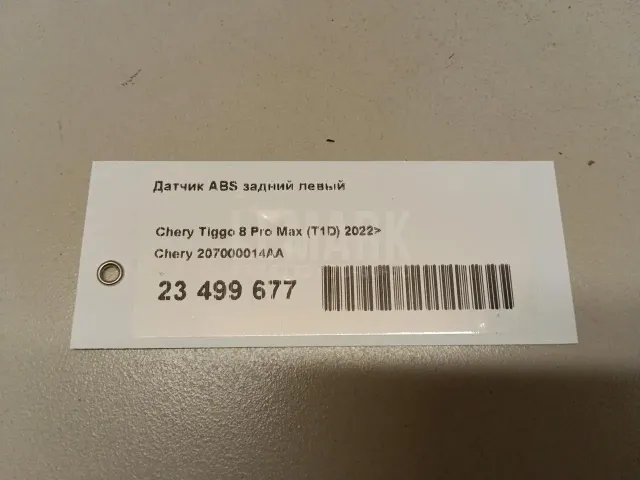 Датчик ABS задний левый
Chery Tiggo 8 Pro Max (T1D) 2022>
Chery 207000014AA
23 499 677